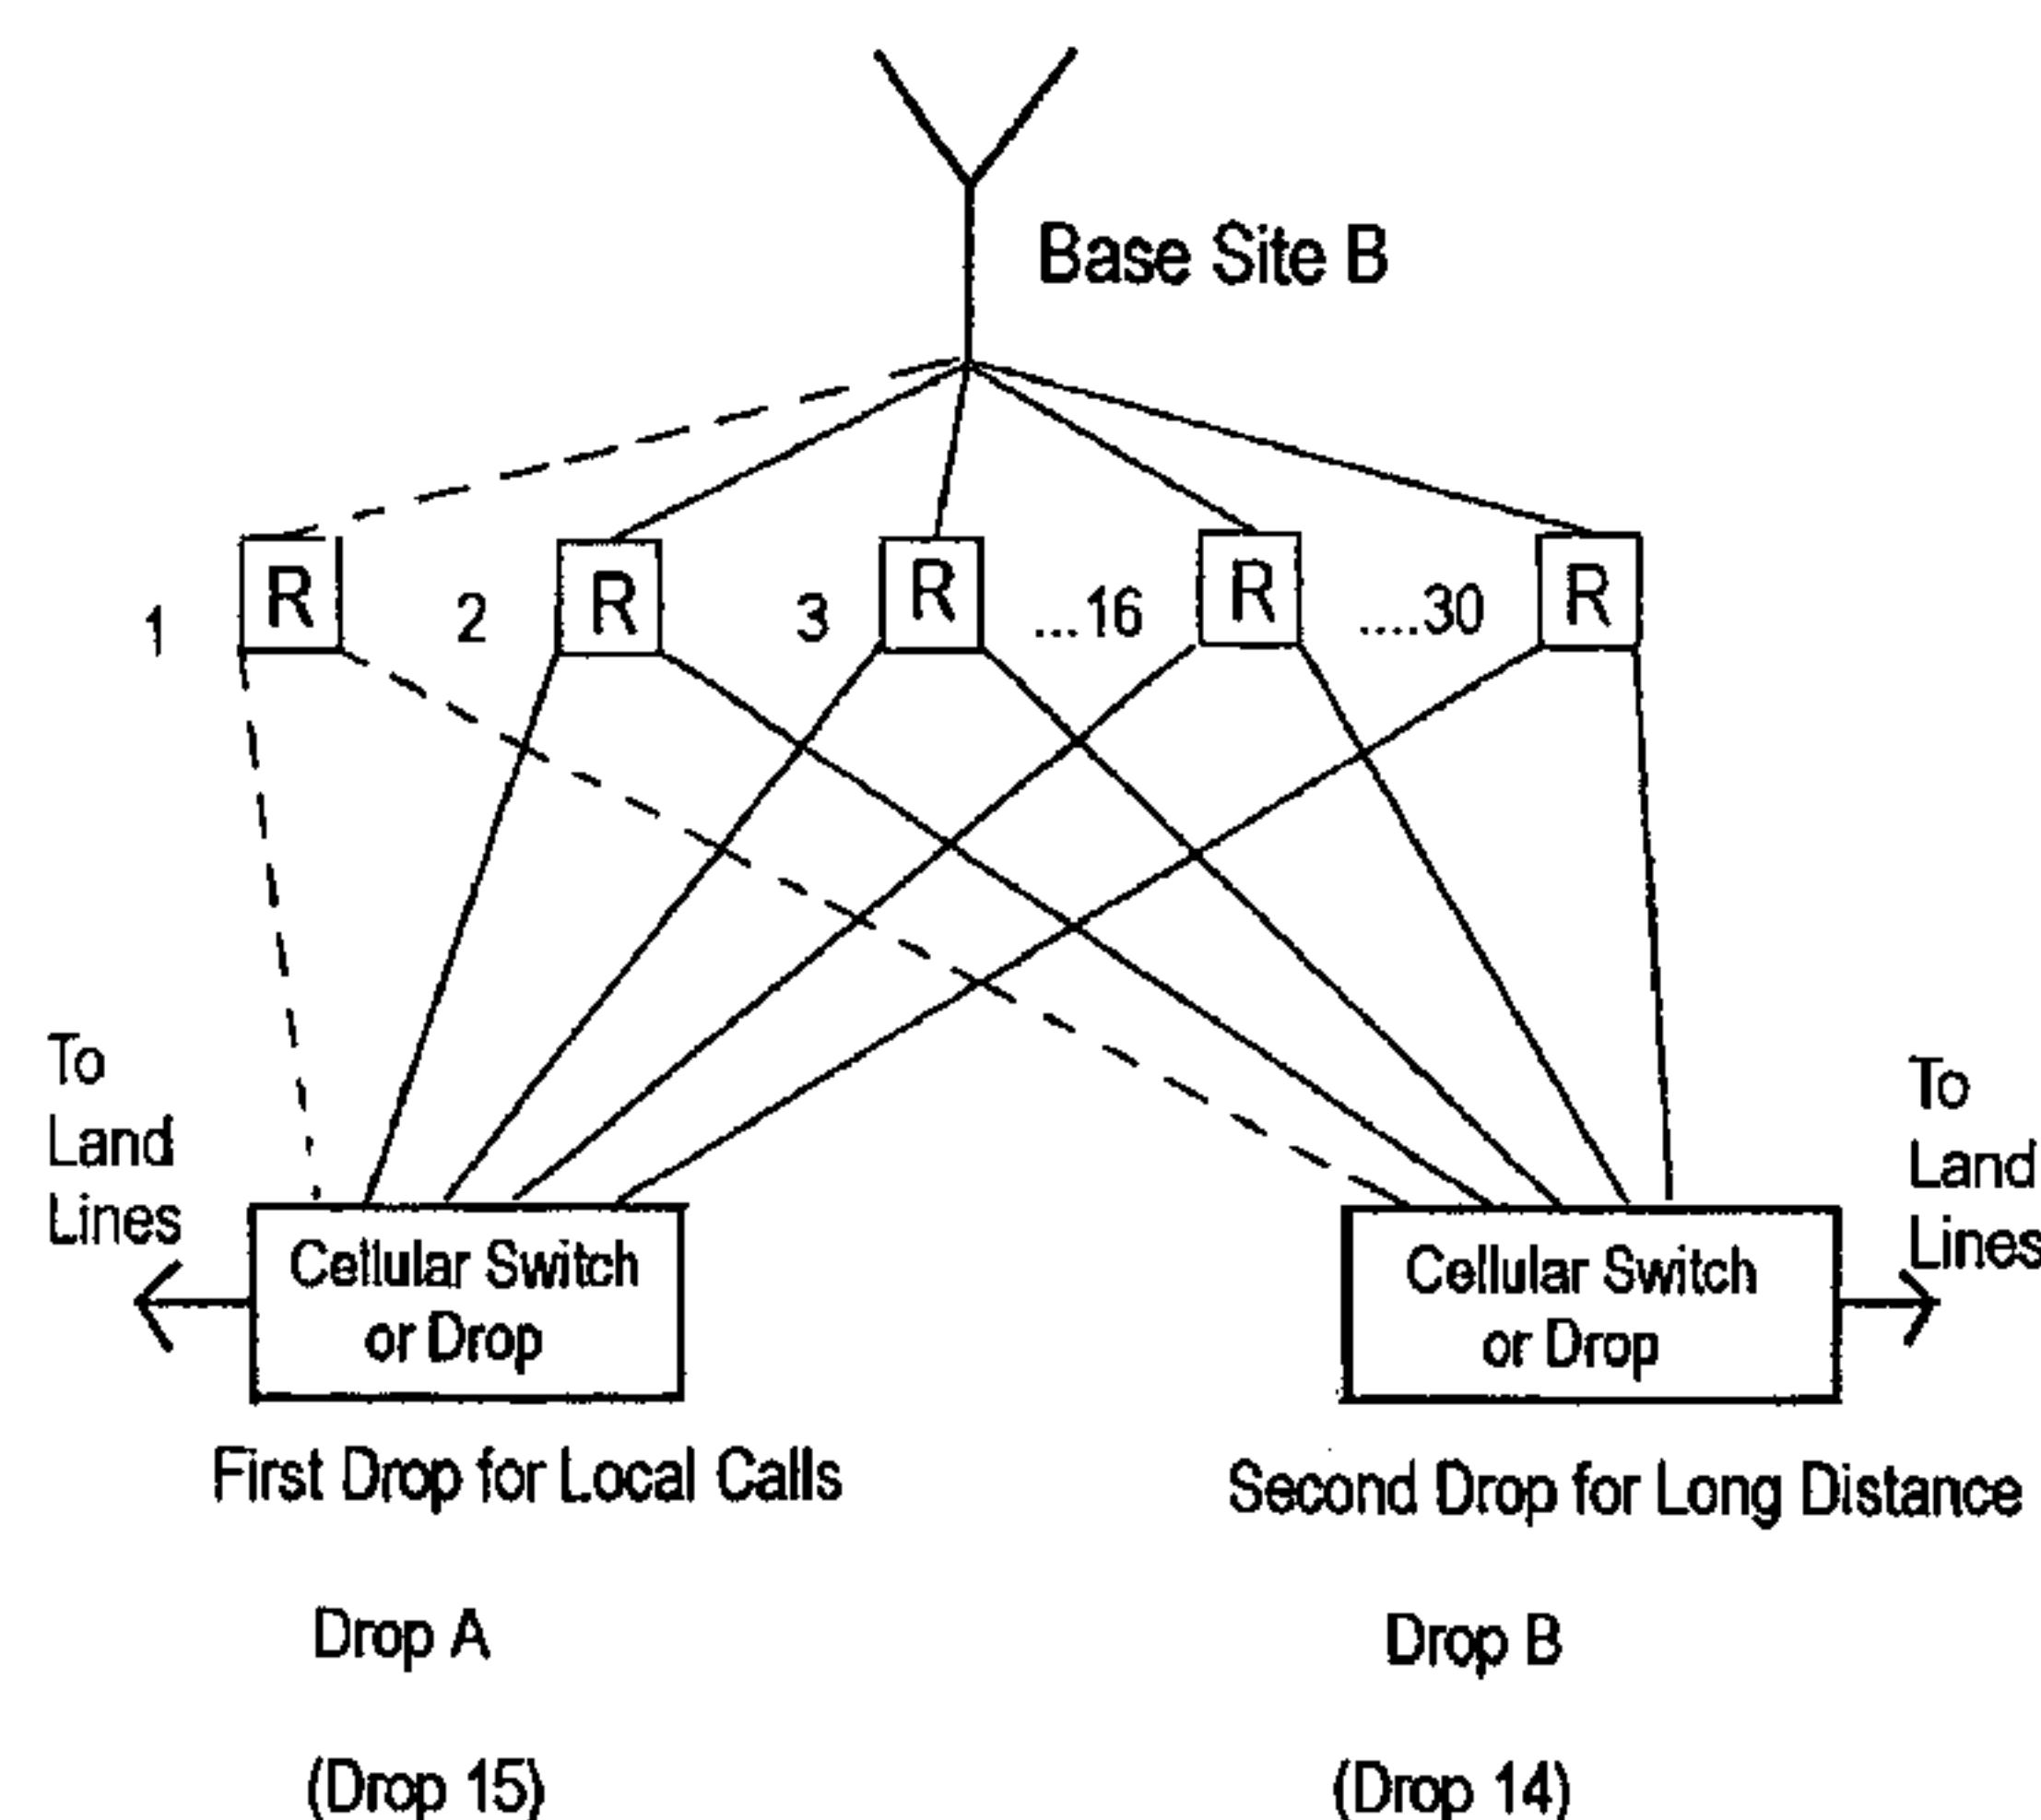 Base Site B
1 R 2 R 3 R ...16 R ....30 R
To
Land
Lines
To
Land
Lines
Cellular Switch
or Drop
Cellular Switch
or Drop
First Drop for Local Calls
Second Drop for Long Distance
Drop A
Drop B
(Drop 15)
(Drop 14)